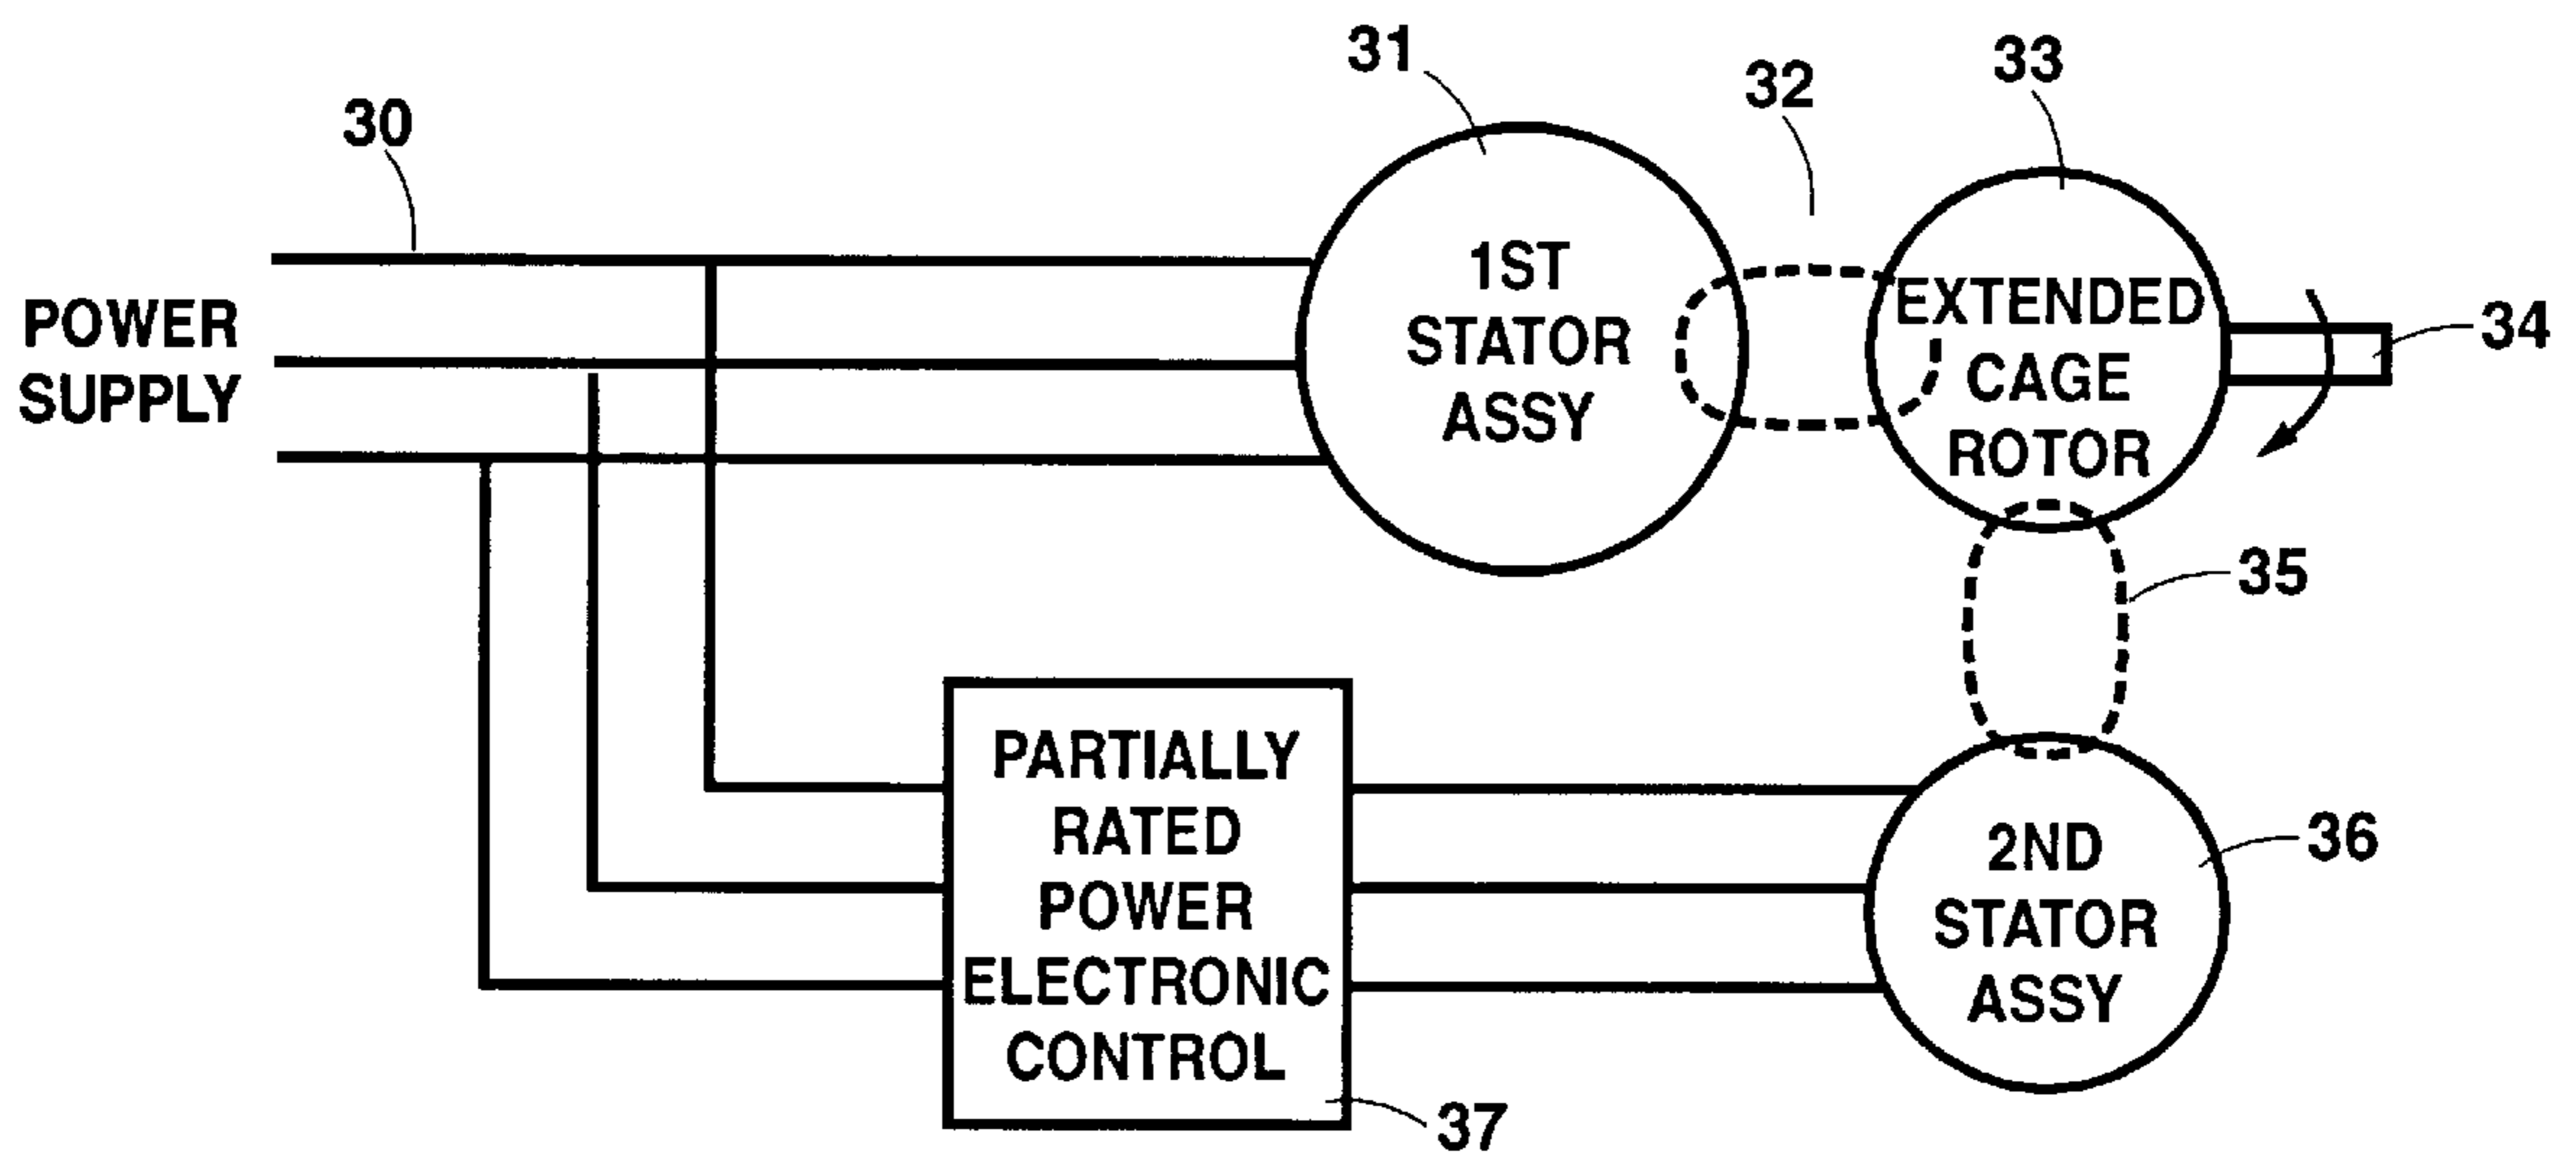 30
31
32
33
POWER
SUPPLY
1ST
STATOR
ASSY
EXTENDED
CAGE
ROTOR
34
35
PARTIALLY
RATED
POWER
ELECTRONIC
CONTROL
37
2ND
STATOR
ASSY
36